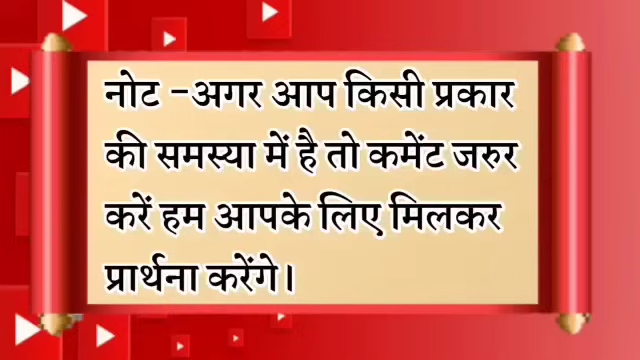 नोट -अगर आप किसी प्रकार
की समस्या में है तो कमेंट जरुर
करें हम आपके लिए मिलकर
प्रार्थना करेंगे।